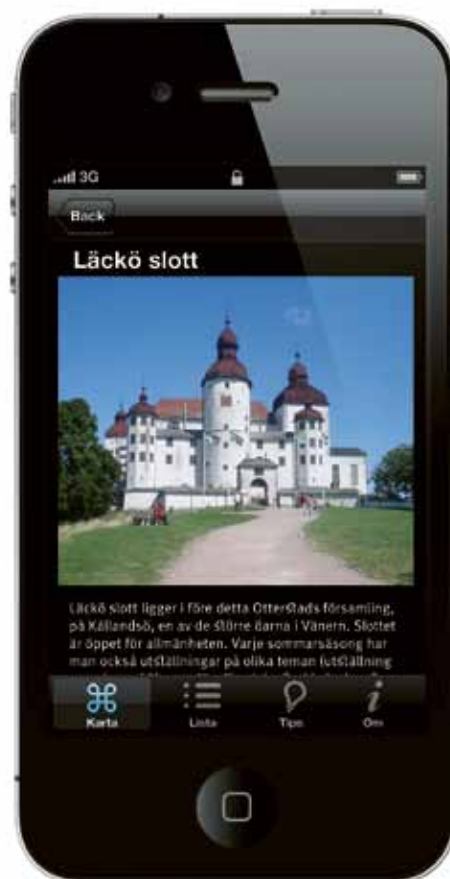 3G
Back
Läckö slott
Läckö slott ligger i före detta Otterstads församling,
på Kållandsö, en av de större öarna i Vänern. Slottet
är öppet för allmänheten. Varje sommarsäsong har
man också utställningar på olika teman (utställning
Karta Lista Tips Om